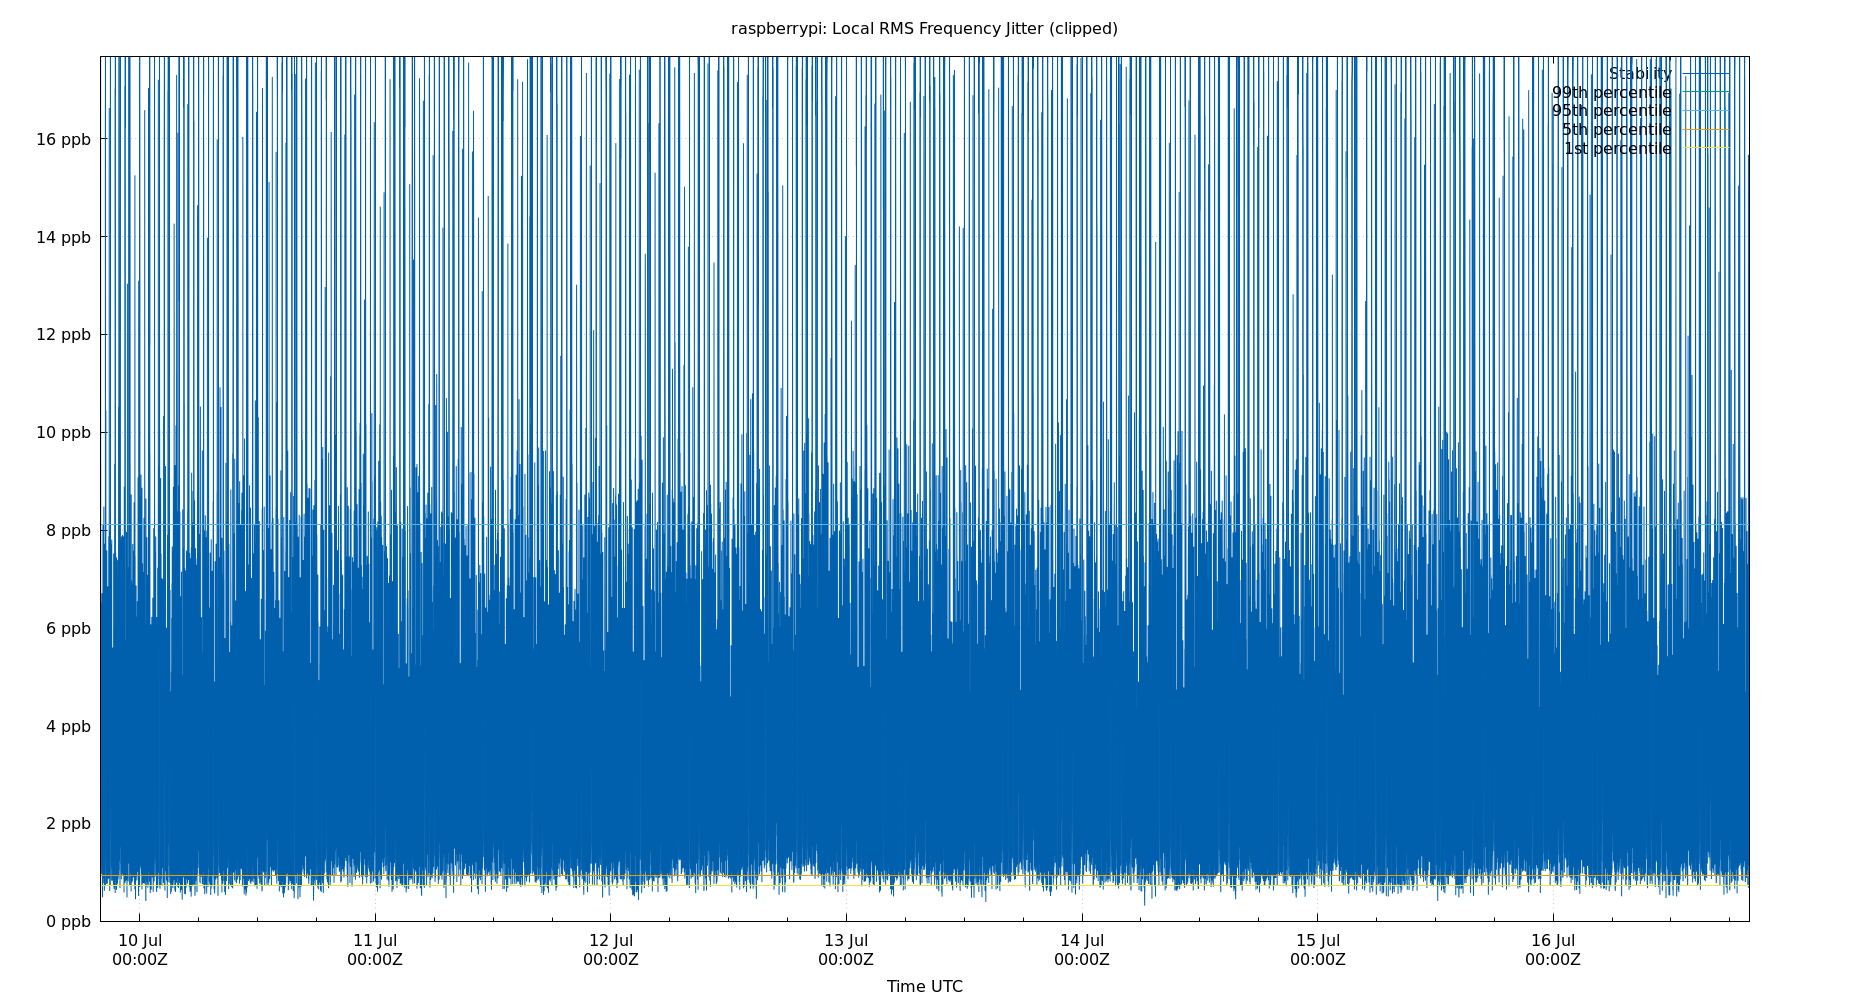 raspberrypi: Local RMS Frequency Jitter (clipped)
Stability
99th percentile
95th percentile
5th percentile
1st percentile
16 ppb
14 ppb
12 ppb
10 ppb
8 ppb
6 ppb
4 ppb
2 ppb
0 ppb
10 Jul 11 Jul 12 Jul 13 Jul 14 Jul 15 Jul 16 Jul
00:00Z 00:00Z 00:00Z 00:00Z 00:00Z 00:00Z 00:00Z
Time UTC